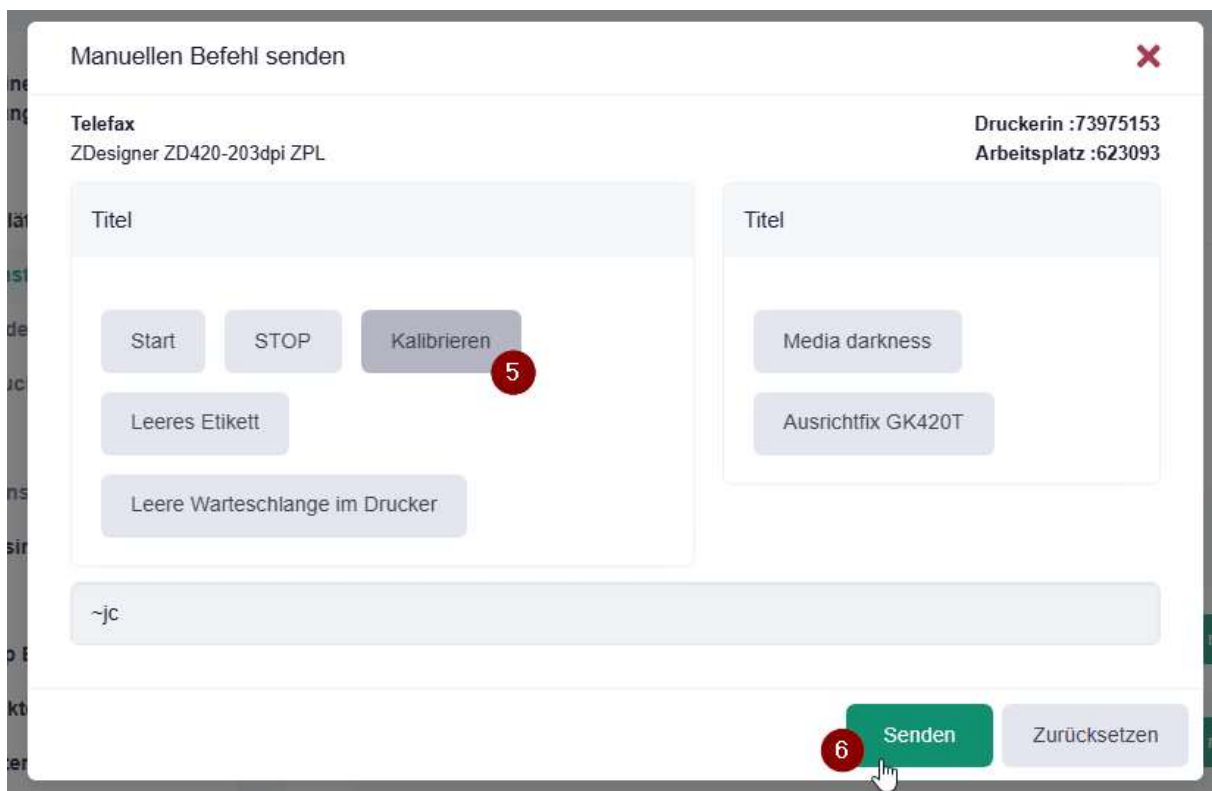 Manuellen Befehl senden
Telefax
ZDesigner ZD420-203dpi ZPL
Druckerin :73975153
Arbeitsplatz :623093
Titel
Start
STOP
Kalibrieren
5
Leeres Etikett
Leere Warteschlange im Drucker
Titel
Media darkness
Ausrichtfix GK420T
~jc
6
Senden
Zurücksetzen